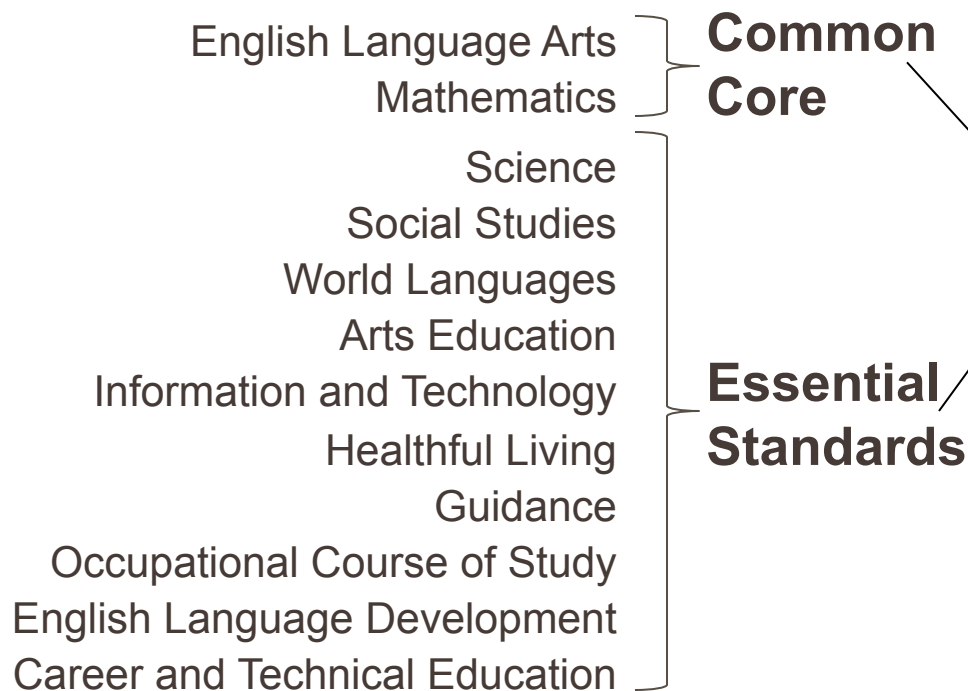 English Language Arts
Mathematics
Common
Core
Science
Social Studies
World Languages
Arts Education
Information and Technology
Healthful Living
Guidance
Occupational Course of Study
English Language Development
Career and Technical Education
Essential
Standards